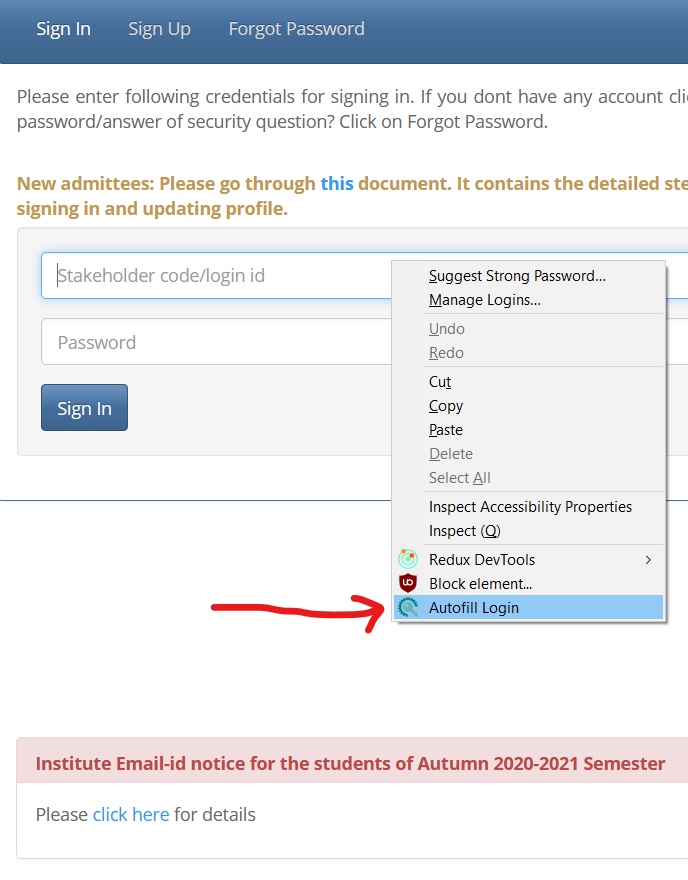 Sign In Sign Up Forgot Password
Please enter following credentials for signing in. If you dont have any account
password/answer of security question? Click on Forgot Password.
New admittees: Please go through this document. It contains the detailed
signing in and updating profile.
Stakeholder code/login id
Password
Sign In
Suggest Strong Password...
Manage Logins...
Undo
Redo
Cut
Copy
Paste
Delete
Select All
Inspect Accessibility Properties
Inspect (Q)
Redux DevTools
Block element...
Autofill Login
Institute Email-id notice for the students of Autumn 2020-2021 Semester
Please click here for details